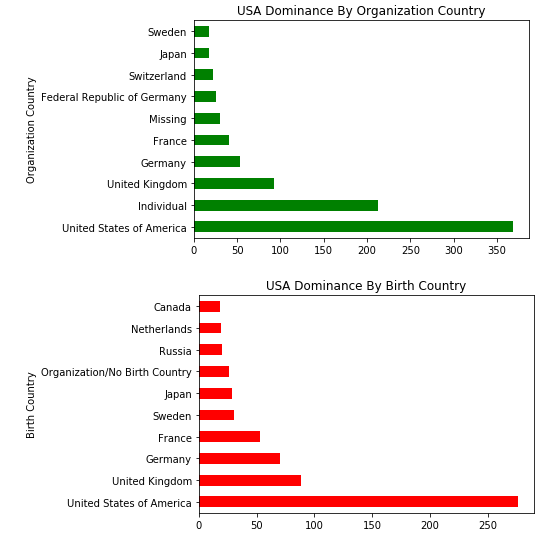 USA Dominance By Organization Country
Organization Country
Sweden
Japan
Switzerland
Federal Republic of Germany
Missing
France
Germany
United Kingdom
Individual
United States of America
0 50 100 150 200 250 300 350
USA Dominance By Birth Country
Birth Country
Canada
Netherlands
Russia
Organization/No Birth Country
Japan
Sweden
France
Germany
United Kingdom
United States of America
0 50 100 150 200 250